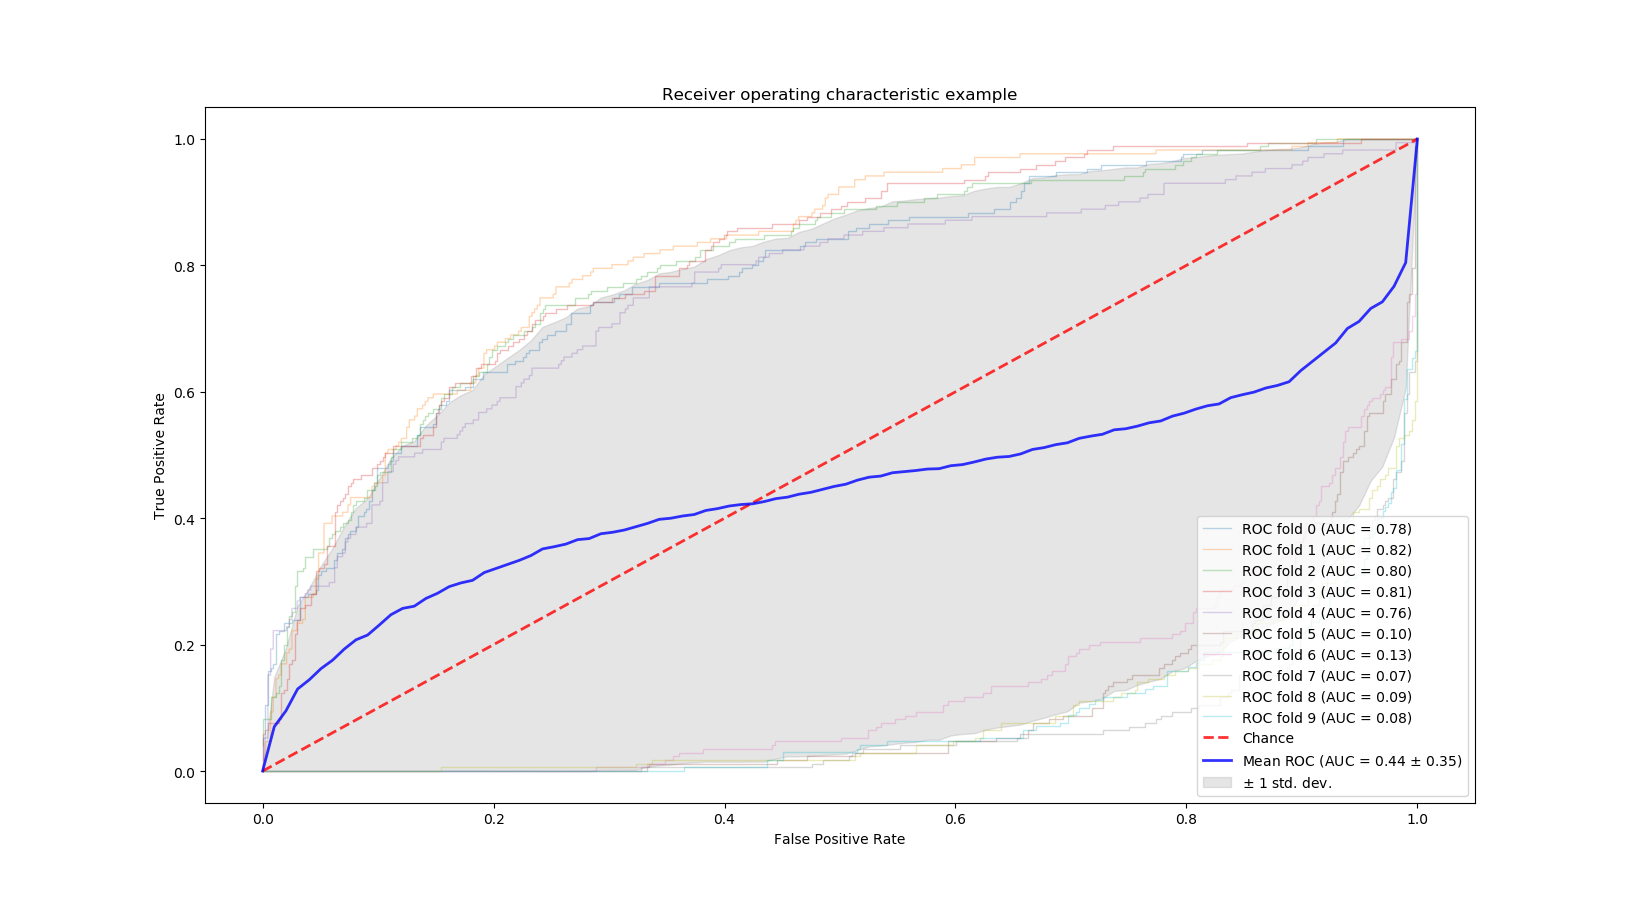 Receiver operating characteristic example
True Positive Rate
1.0
0.8
0.6
0.4
0.2
0.0
0.0 0.2 0.4 0.6 0.8 1.0
False Positive Rate
ROC fold 0 (AUC = 0.78)
ROC fold 1 (AUC = 0.82)
ROC fold 2 (AUC = 0.80)
ROC fold 3 (AUC = 0.81)
ROC fold 4 (AUC = 0.76)
ROC fold 5 (AUC = 0.10)
ROC fold 6 (AUC = 0.13)
ROC fold 7 (AUC = 0.07)
ROC fold 8 (AUC = 0.09)
ROC fold 9 (AUC = 0.08)
Chance
Mean ROC (AUC = 0.44 ± 0.35)
± 1 std. dev.